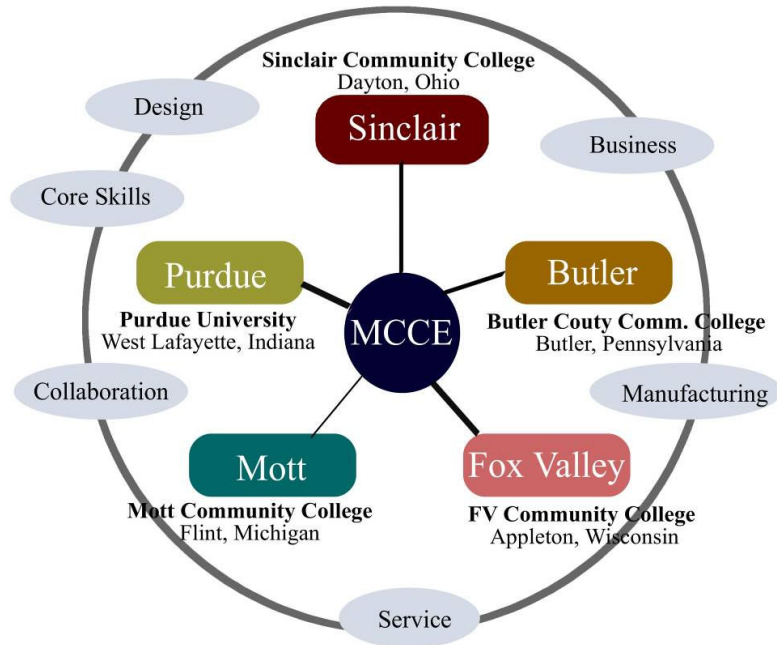 Sinclair Community College
Dayton, Ohio
Sinclair
Design
Business
Core Skills
Purdue
Purdue University
West Lafayette, Indiana
MCCE
Butler
Butler Couty Comm. College
Butler, Pennsylvania
Collaboration
Manufacturing
Mott
Mott Community College
Flint, Michigan
Fox Valley
FV Community College
Appleton, Wisconsin
Service